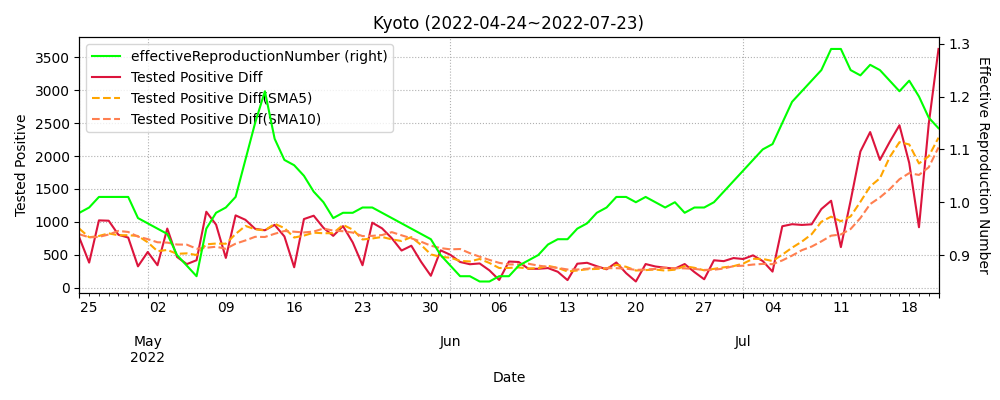 Kyoto (2022-04-24~2022-07-23)
effectiveReproductionNumber (right)
Tested Positive Diff
Tested Positive Diff(SMA5)
Tested Positive Diff(SMA10)
Tested Positive
3500
3000
2500
2000
1500
1000
500
0
1.3
1.2
1.1
1.0
0.9
Effective Reproduction Number
25 02 09 16 23 30 06 13 20 27 04 11 18
May Jun Jul
2022
Date